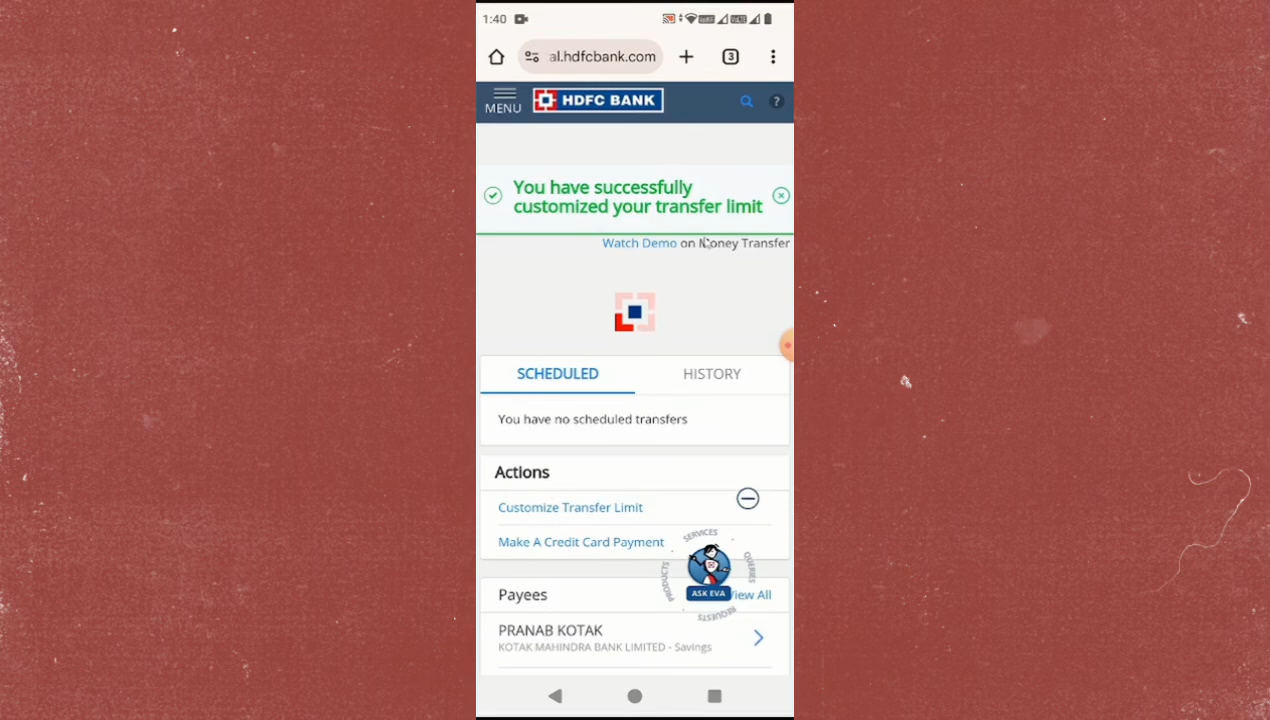 1:40
al.hdfcbank.com
3
MENU
HDFC BANK
?
You have successfully
customized your transfer limit
Watch Demo on Money Transfer
SCHEDULED
HISTORY
You have no scheduled transfers
Actions
Customize Transfer Limit
Make A Credit Card Payment
SERVICES
QUERIES
PRODUCTS
REQUESTS
ASK EVA
Payees
View All
PRANAB KOTAK
KOTAK MAHINDRA BANK LIMITED - Savings